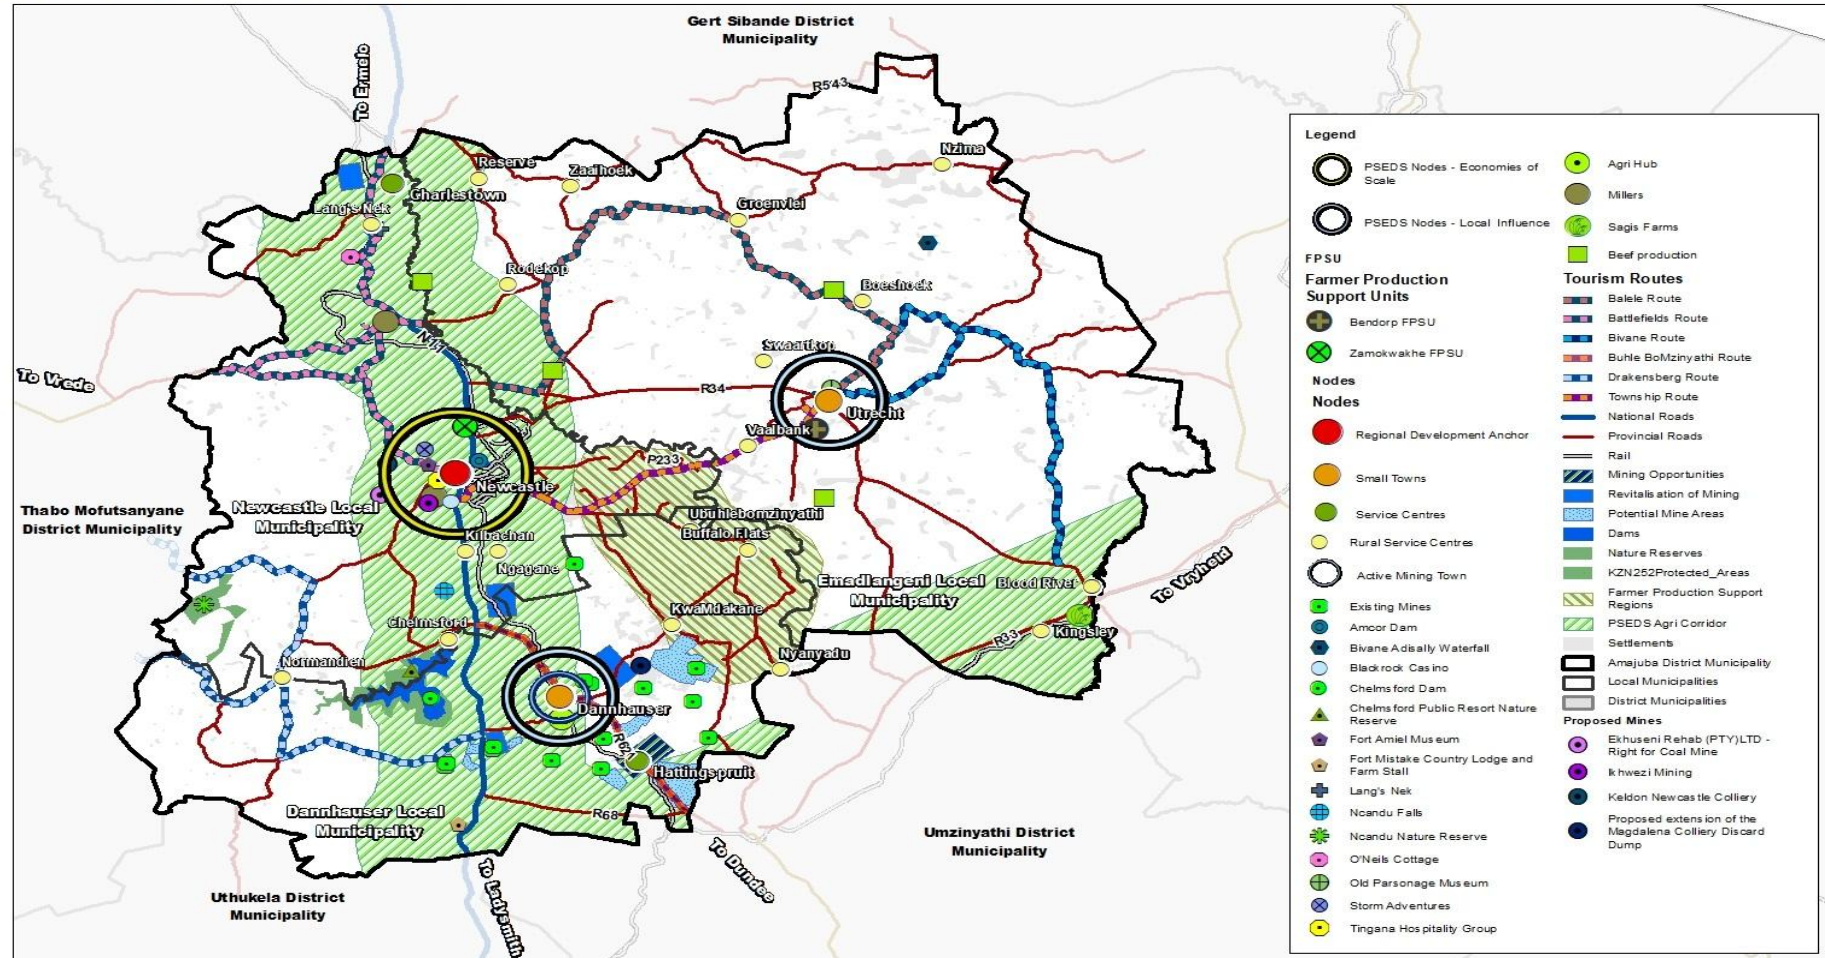 Gert Sibande District
Municipality
To Ermelo
R543
Nzima
Reserve
Zaalhoek
Charlestown
Lang's Nek
Groenvlei
Rodekop
Boeshoek
N11
Swaartkop
To Vrede
R34
Utrecht
Vaalbank
P233
Newcastle
Newcastle Local
Municipality
Thabo Mofutsanyane
District Municipality
Ubuhlebomzinyathi
Buffalo Flats
Kilbachan
Ngagane
Emadlangeni Local
Municipality
Blood River
To Vryheid
KwaMdakane
Chelmsford
R33
Kingsley
Nyanyadu
Normandien
Dannhauser
R621
Hattingspruit
Dannhauser Local
Municipality
R68
Umzinyathi District
Municipality
To Dundee
To Ladysmith
Uthukela District
Municipality
Legend
PSEDS Nodes - Economies of
Scale
PSEDS Nodes - Local Influence
FPSU
Farmer Production
Support Units
Bendorp FPSU
Zamokwakhe FPSU
Nodes
Nodes
Regional Development Anchor
Small Towns
Service Centres
Rural Service Centres
Active Mining Town
Existing Mines
Amcor Dam
Bivane Adisally Waterfall
Blackrock Casino
Chelmsford Dam
Chelmsford Public Resort Nature
Reserve
Fort Amiel Museum
Fort Mistake Country Lodge and
Farm Stall
Lang's Nek
Ncandu Falls
Ncandu Nature Reserve
O'Neils Cottage
Old Parsonage Museum
Storm Adventures
Tingana Hospitality Group
Agri Hub
Millers
Sagis Farms
Beef production
Tourism Routes
Balele Route
Battlefields Route
Bivane Route
Buhle BoMzinyathi Route
Drakensberg Route
Township Route
National Roads
Provincial Roads
Rail
Mining Opportunities
Revitalisation of Mining
Potential Mine Areas
Dams
Nature Reserves
KZN252Protected_Areas
Farmer Production Support
Regions
PSEDS Agri Corridor
Settlements
Amajuba District Municipality
Local Municipalities
District Municipalities
Proposed Mines
Ekhuseni Rehab (PTY)LTD -
Right for Coal Mine
Ikhwezi Mining
Keldon Newcastle Colliery
Proposed extension of the
Magdalena Colliery Discard
Dump